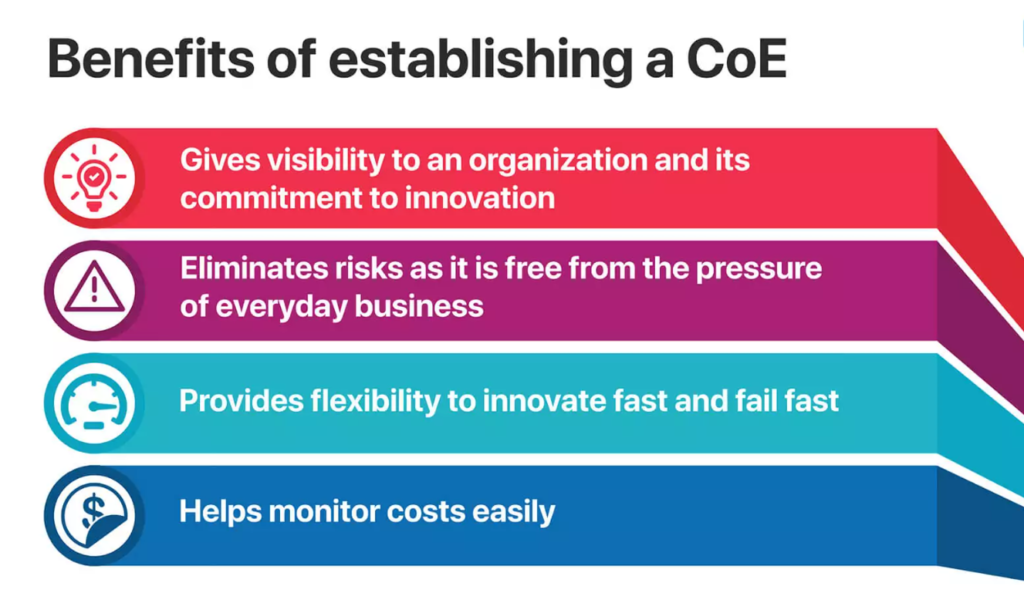 Benefits of establishing a CoE
Gives visibility to an organization and its
commitment to innovation
Eliminates risks as it is free from the pressure
of everyday business
Provides flexibility to innovate fast and fail fast
Helps monitor costs easily
$